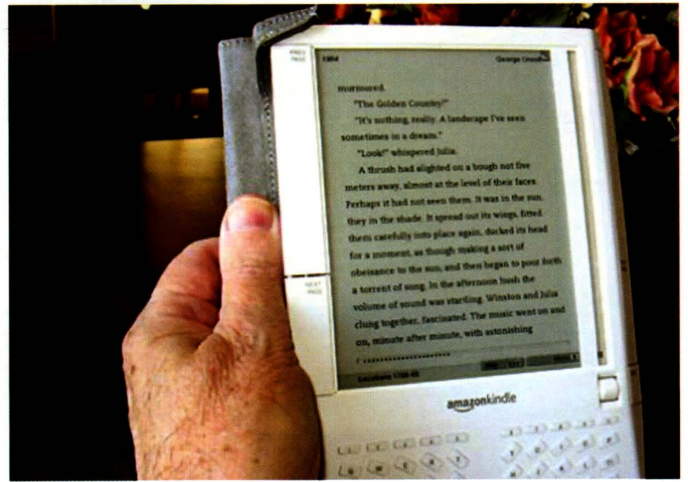 PREV
PAGE
1984
George Orwell
murmured.
"The Golden Country!"
"It's nothing, really. A landscape I've seen
sometimes in a dream."
"Look!" whispered Julia.
A thrush had alighted on a bough not five
meters away, almost at the level of their faces.
Perhaps it had not seen them. It was in the sun,
they in the shade. It spread out its wings, fitted
them carefully into place again, ducked its head
for a moment, as though making a sort of
obeisance to the sun, and then began to pour forth
a torrent of song. In the afternoon hush the
volume of sound was startling. Winston and Julia
clung together, fascinated. The music went on and
on, minute after minute, with astonishing
NEXT
PAGE
Locations
amazonkindle